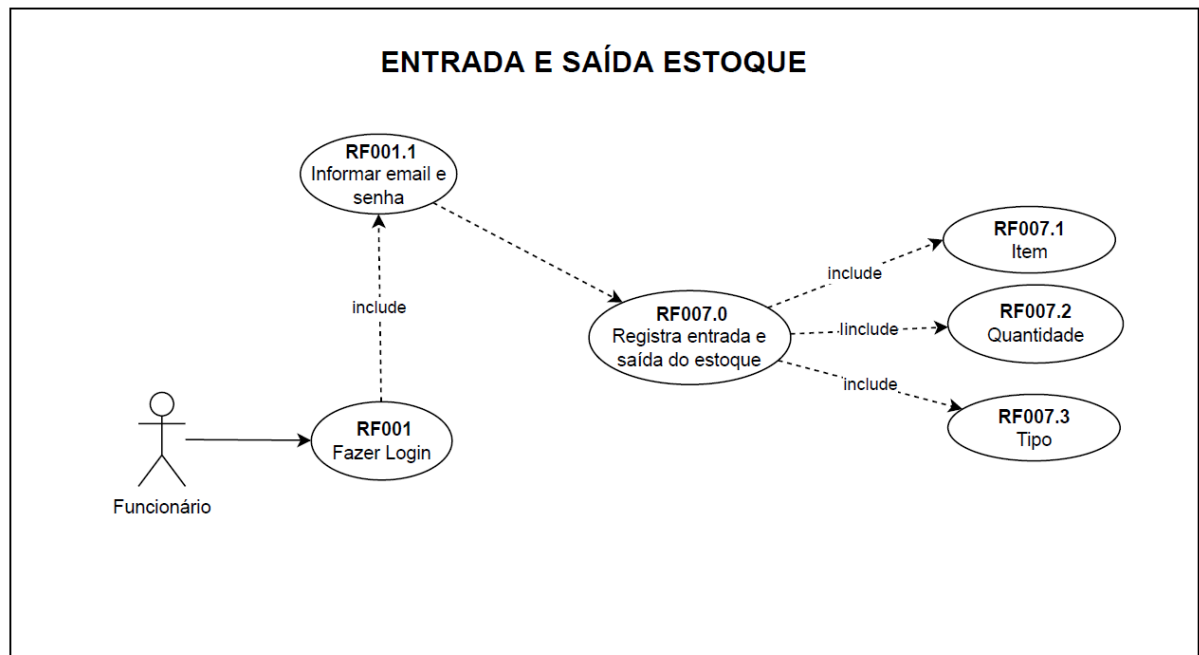 ENTRADA E SAÍDA ESTOQUE
RF001.1
Informar email e
senha
include
RF001
Fazer Login
Funcionário
RF007.0
Registra entrada e
saída do estoque
include
Iinclude
include
RF007.1
Item
RF007.2
Quantidade
RF007.3
Tipo